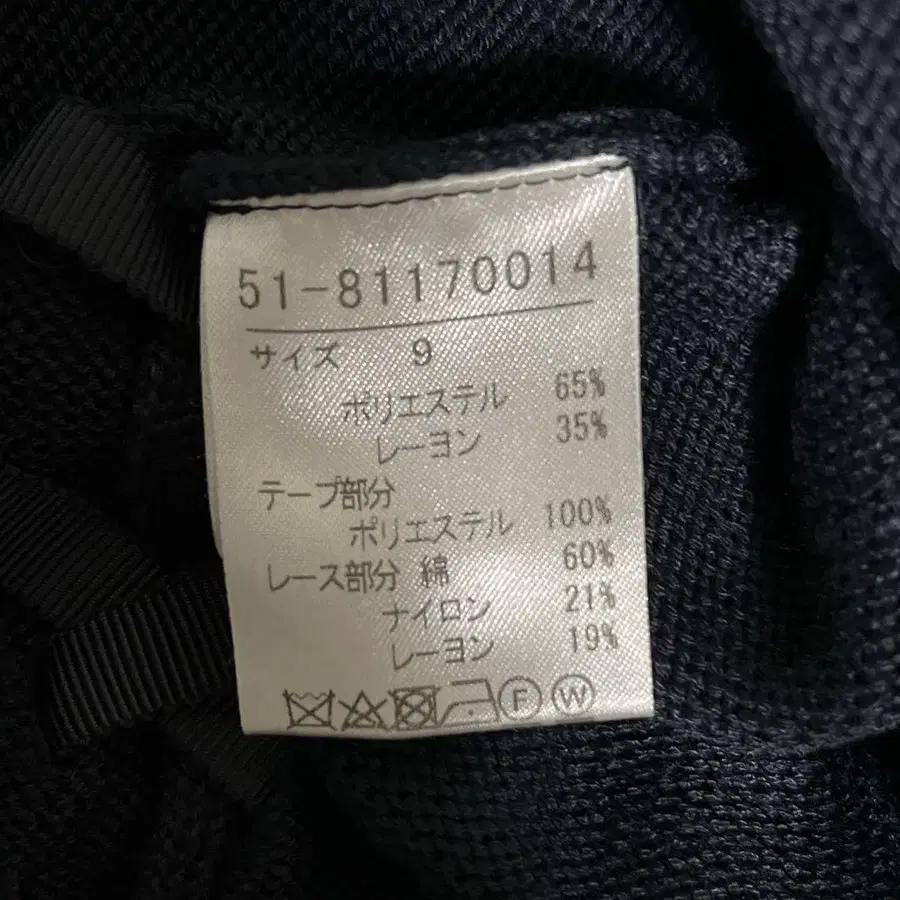 51-81170014
サイズ 9
ポリエステル 65%
レーヨン 35%
テープ部分
ポリエステル 100%
レース部分 綿 60%
ナイロン 21%
レーヨン 19%
F W